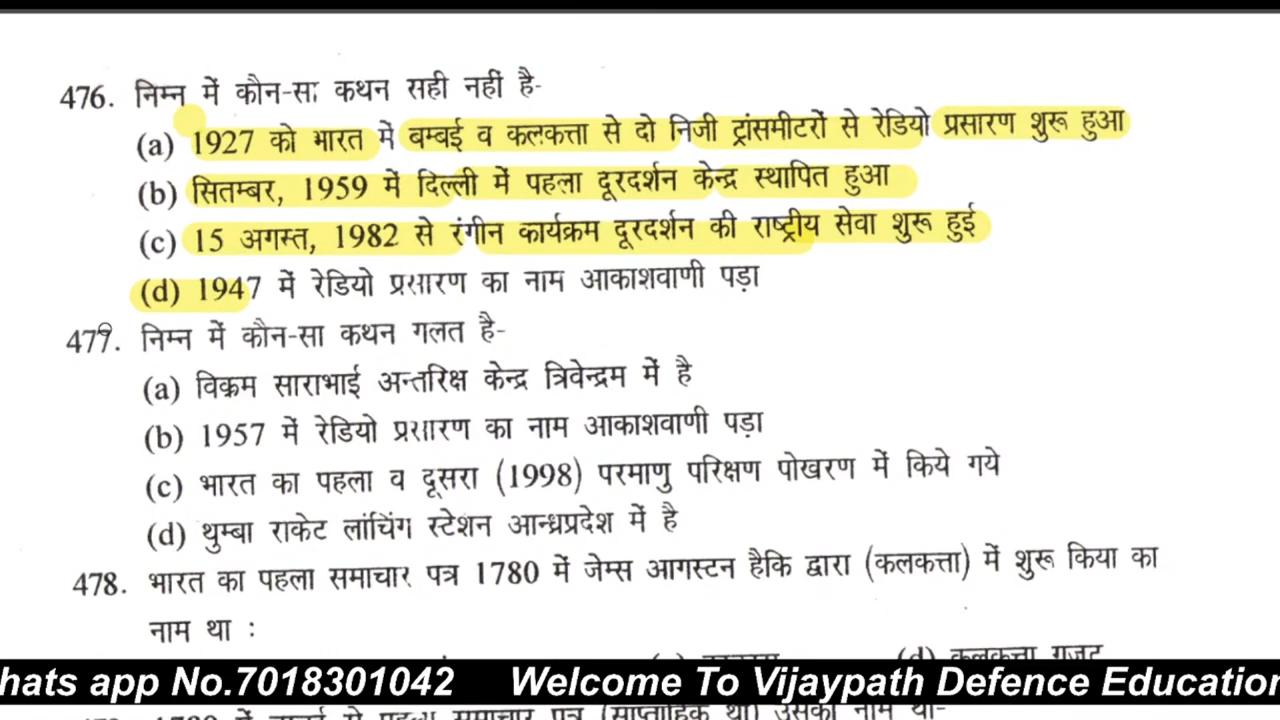 476. निम्न में कौन-सा कथन सही नहीं है-
(a) 1927 को भारत में बम्बई व कलकत्ता से दो निजी ट्रांसमीटरों से रेडियो प्रसारण शुरू हुआ
(b) सितम्बर, 1959 में दिल्ली में पहला दूरदर्शन केन्द्र स्थापित हुआ
(c) 15 अगस्त, 1982 से रंगीन कार्यक्रम दूरदर्शन की राष्ट्रीय सेवा शुरू हुई
(d) 1947 में रेडियो प्रसारण का नाम आकाशवाणी पड़ा
477. निम्न में कौन-सा कथन गलत है-
(a) विक्रम साराभाई अन्तरिक्ष केन्द्र त्रिवेन्द्रम में है
(b) 1957 में रेडियो प्रसारण का नाम आकाशवाणी पड़ा
(c) भारत का पहला व दूसरा (1998) परमाणु परिक्षण पोखरण में किये गये
(d) थुम्बा राकेट लांचिंग स्टेशन आन्ध्रप्रदेश में है
478. भारत का पहला समाचार पत्र 1780 में जेम्स आगस्टन हैकि द्वारा (कलकत्ता) में शुरू किया का
नाम था :
(d) कलकत्ता गजट
hats app No.7018301042 Welcome To Vijaypath Defence Education